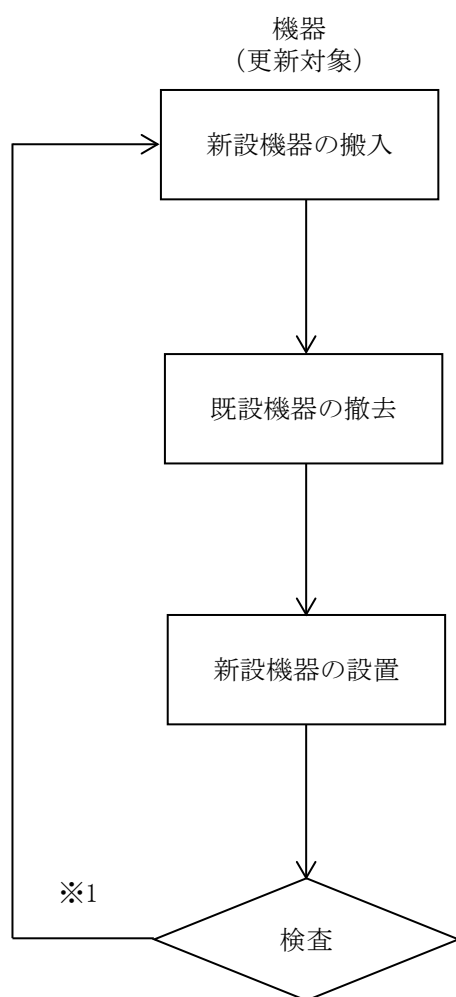 機器
（更新対象）
新設機器の搬入
既設機器の撤去
新設機器の設置
※1
検査